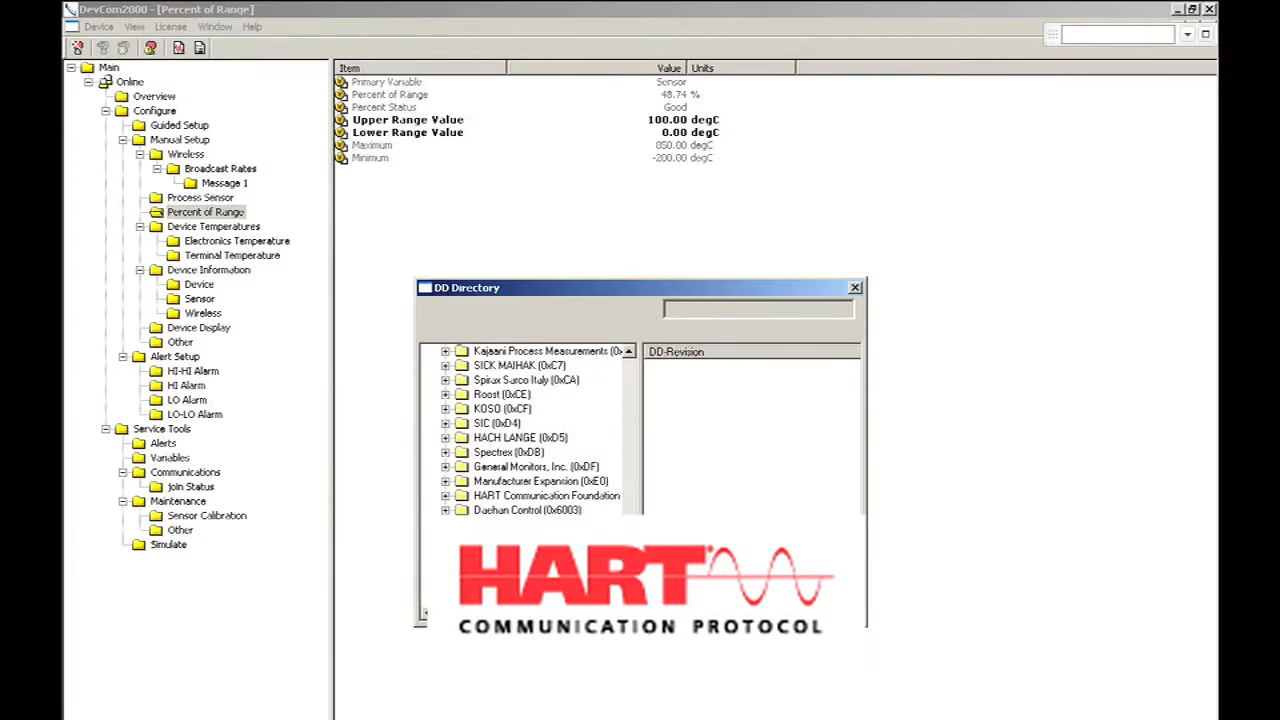 DevCom2000 - [Percent of Range]
Device View License Window Help
Main
Online
Overview
Configure
Guided Setup
Manual Setup
Wireless
Broadcast Rates
Message 1
Process Sensor
Percent of Range
Device Temperatures
Electronics Temperature
Terminal Temperature
Device Information
Device
Sensor
Wireless
Device Display
Other
Alert Setup
HI-HI Alarm
HI Alarm
LO Alarm
LO-LO Alarm
Service Tools
Alerts
Variables
Communications
join Status
Maintenance
Sensor Calibration
Other
Simulate
Item Value Units
Primary Variable Sensor
Percent of Range 48.74 %
Percent Status Good
Upper Range Value 100.00 degC
Lower Range Value 0.00 degC
Maximum 850.00 degC
Minimum -200.00 degC
DD Directory
Kajaani Process Measurements (0x
SICK MAIHAK (0xC7)
Spirax Sarco Italy (0xCA)
Roost (0xCE)
KOSO (0xCF)
SIC (0xD4)
HACH LANGE (0xD5)
Spectrex (0xDB)
General Monitors, Inc. (0xDF)
Manufacturer Expansion (0xE0)
HART Communication Foundation
Daehan Control (0x6003)
DD-Revision
HART
COMMUNICATION PROTOCOL